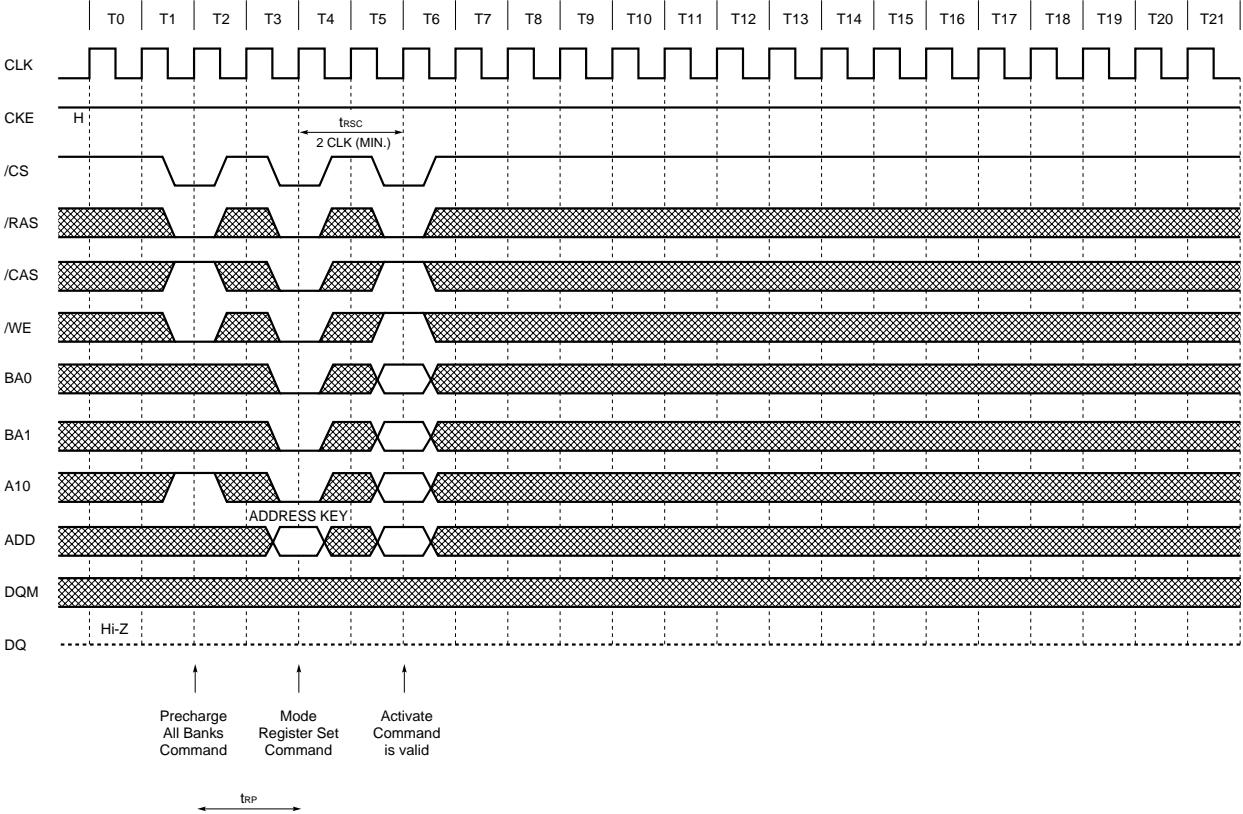 T0 T1 T2 T3 T4 T5 T6 T7 T8 T9 T10 T11 T12 T13 T14 T15 T16 T17 T18 T19 T20 T21
CLK
CKE H
tRSC
2 CLK (MIN.)
/CS
/RAS
/CAS
/WE
BA0
BA1
A10
ADDRESS KEY
ADD
DQM
Hi-Z
DQ
Precharge
All Banks
Command
Mode
Register Set
Command
Activate
Command
is valid
tRP